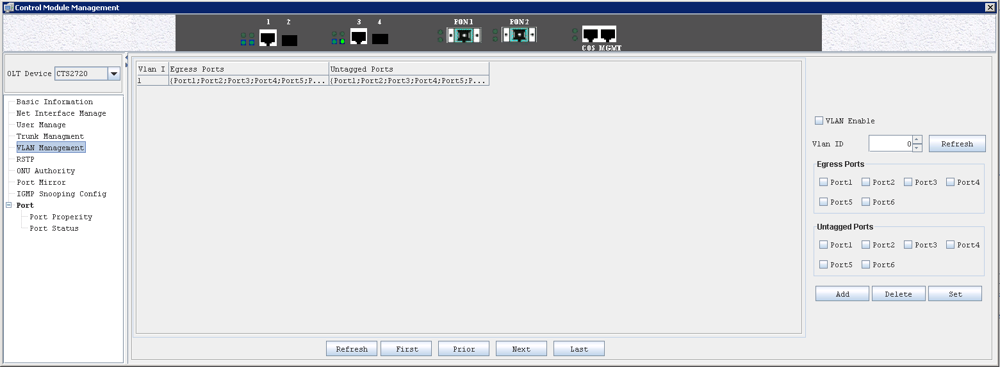 Control Module Management
1 2 3 4 PON1 PON2
COS MGMT
OLT Device CTS2720
Basic Information
Net Interface Manage
User Manage
Trunk Managment
VLAN Management
RSTP
ONU Authority
Port Mirror
IGMP Snooping Config
Port
Port Properity
Port Status
Vlan I Egress Ports Untagged Ports
1 {Port1;Port2;Port3;Port4;Port5;P... {Port1;Port2;Port3;Port4;Port5;P...
VLAN Enable
Vlan ID 0 Refresh
Egress Ports
Port1 Port2 Port3 Port4
Port5 Port6
Untagged Ports
Port1 Port2 Port3 Port4
Port5 Port6
Add Delete Set
Refresh First Prior Next Last